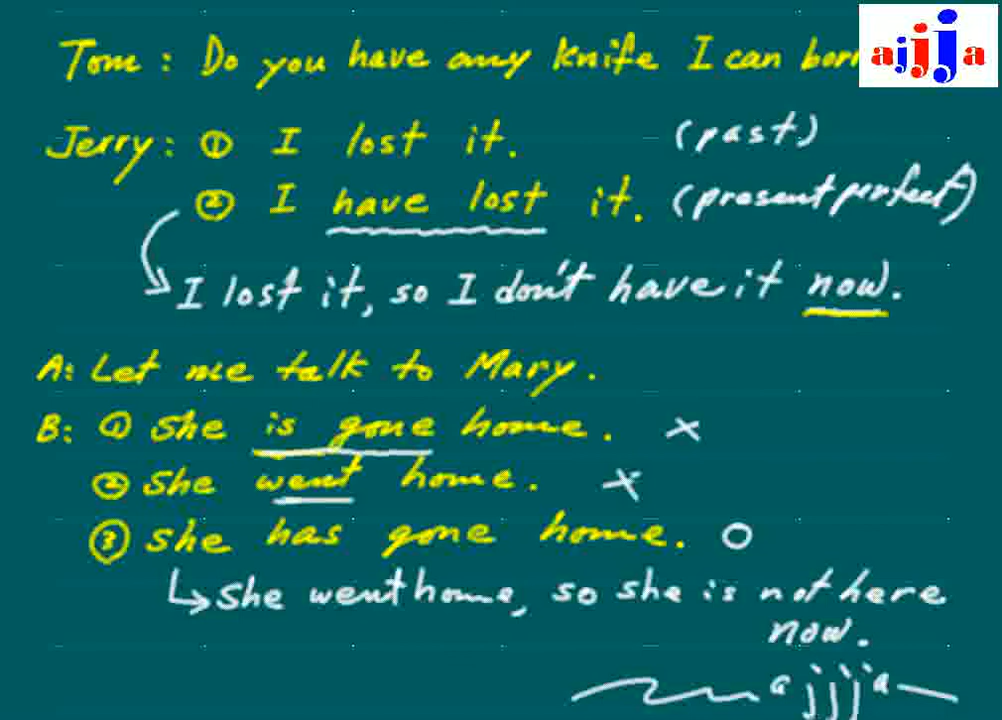 ajjja
Tom: Do you have any knife I can
Jerry: ① I lost it. (past)
② I have lost it. (present perfect)
I lost it, so I don't have it now.
A: Let me talk to Mary.
B: ① She is gone home. ×
② She went home. ×
③ She has gone home. O
↳ She went home, so she is not here
now.
ajjja